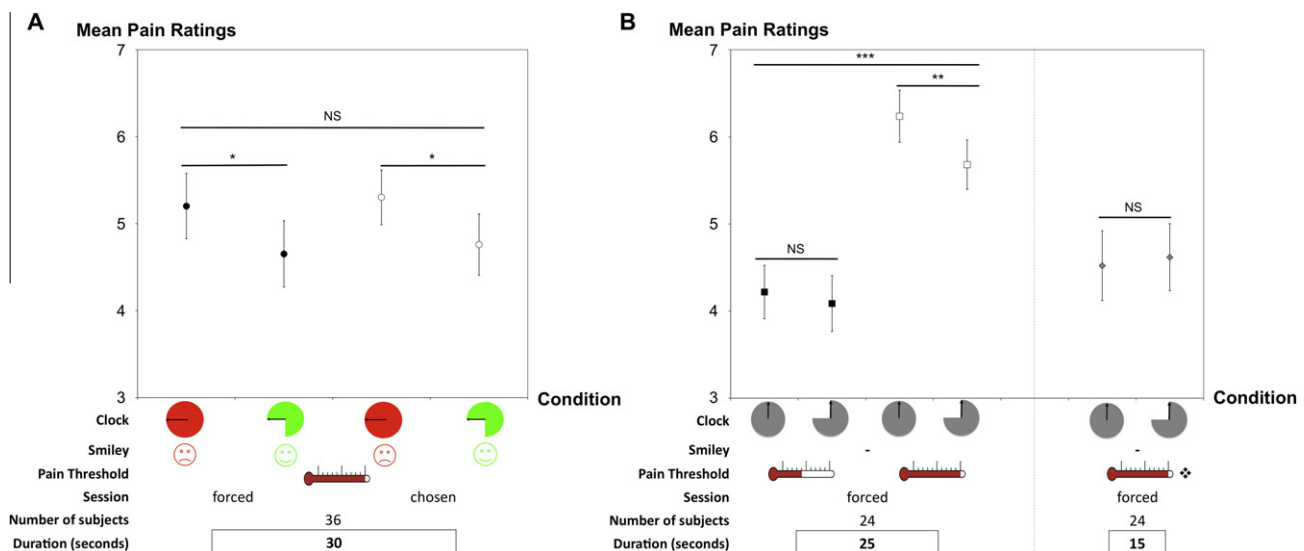 A
Mean Pain Ratings
7
6
5
4
3
NS
*
*
Condition
Clock
Smiley
Pain Threshold
Session forced chosen
Number of subjects 36
Duration (seconds) 30
B
Mean Pain Ratings
7
6
5
4
3
***
**
NS
NS
Condition
Clock
Smiley - -
Pain Threshold
Session forced forced
Number of subjects 24 24
Duration (seconds) 25 15